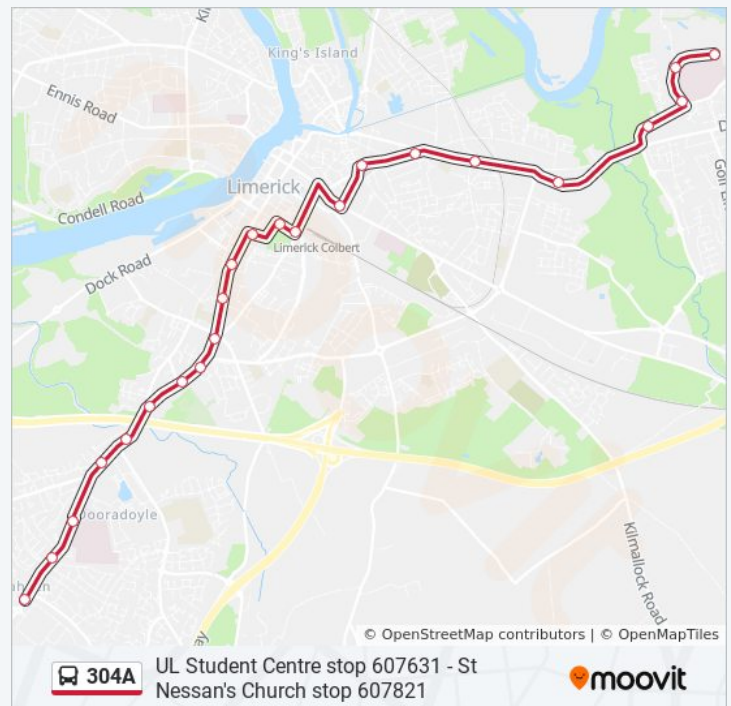 King's Island
Ennis Road
Limerick
Condell Road
Limerick Colbert
Dock Road
Dooradoyle
Kilmallock Road
© OpenStreetMap contributors | © OpenMapTiles
304A
UL Student Centre stop 607631 - St
Nessan's Church stop 607821
moovit